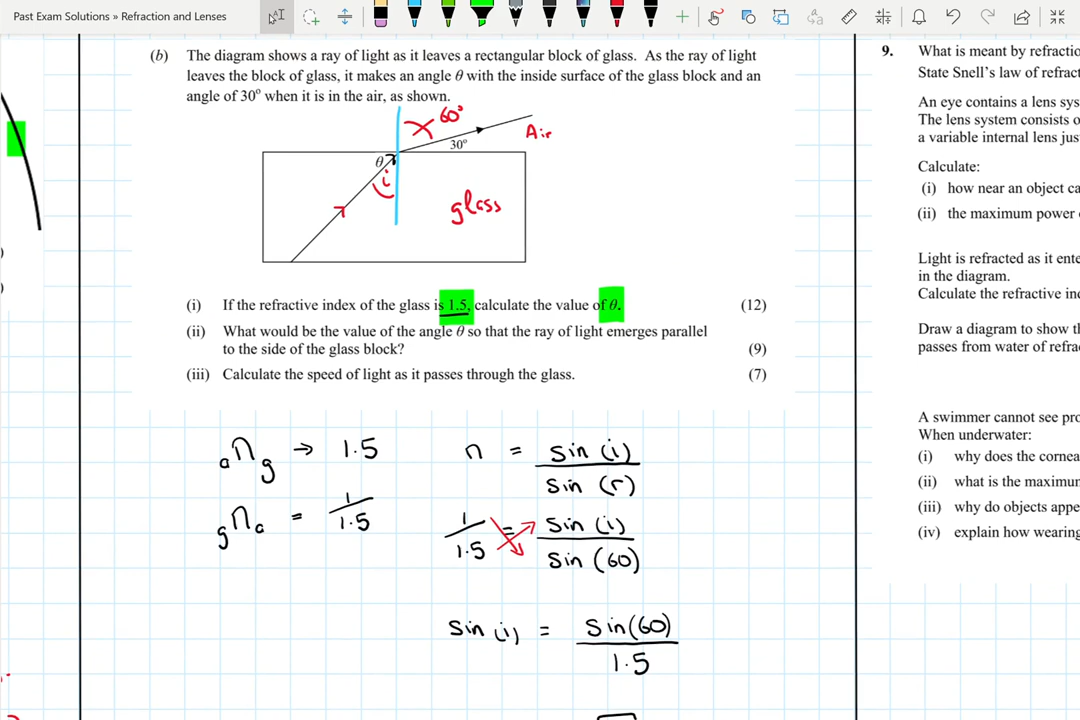 Past Exam Solutions » Refraction and Lenses
(b) The diagram shows a ray of light as it leaves a rectangular block of glass. As the ray of light
leaves the block of glass, it makes an angle θ with the inside surface of the glass block and an
angle of 30° when it is in the air, as shown.
60°
Air
30°
θ
i
glass
(i) If the refractive index of the glass is 1.5, calculate the value of θ. (12)
(ii) What would be the value of the angle θ so that the ray of light emerges parallel
to the side of the glass block? (9)
(iii) Calculate the speed of light as it passes through the glass. (7)
a n g → 1.5
g n a = 1/1.5
n = sin (i)/sin (r)
1/1.5 = sin (i)/sin (60)
sin (i) = sin(60)/1.5
9. What is meant by refractio
State Snell's law of refract
An eye contains a lens sys
The lens system consists o
a variable internal lens jus
Calculate:
(i) how near an object ca
(ii) the maximum power
Light is refracted as it ente
in the diagram.
Calculate the refractive ind
Draw a diagram to show th
passes from water of refra
A swimmer cannot see pro
When underwater:
(i) why does the cornea
(ii) what is the maximum
(iii) why do objects appe
(iv) explain how wearing